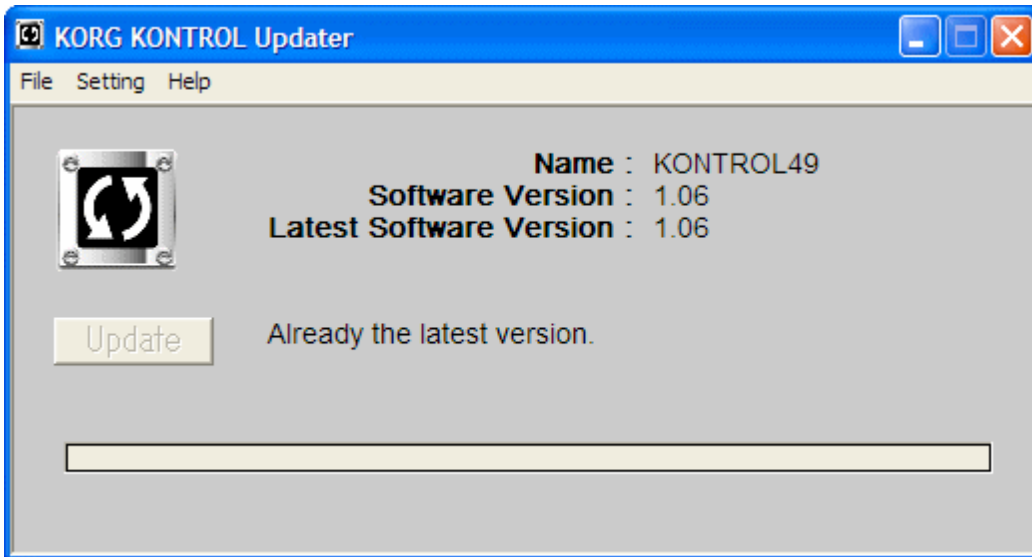 KORG KONTROL Updater
File Setting Help
Name : KONTROL49
Software Version : 1.06
Latest Software Version : 1.06
Update Already the latest version.